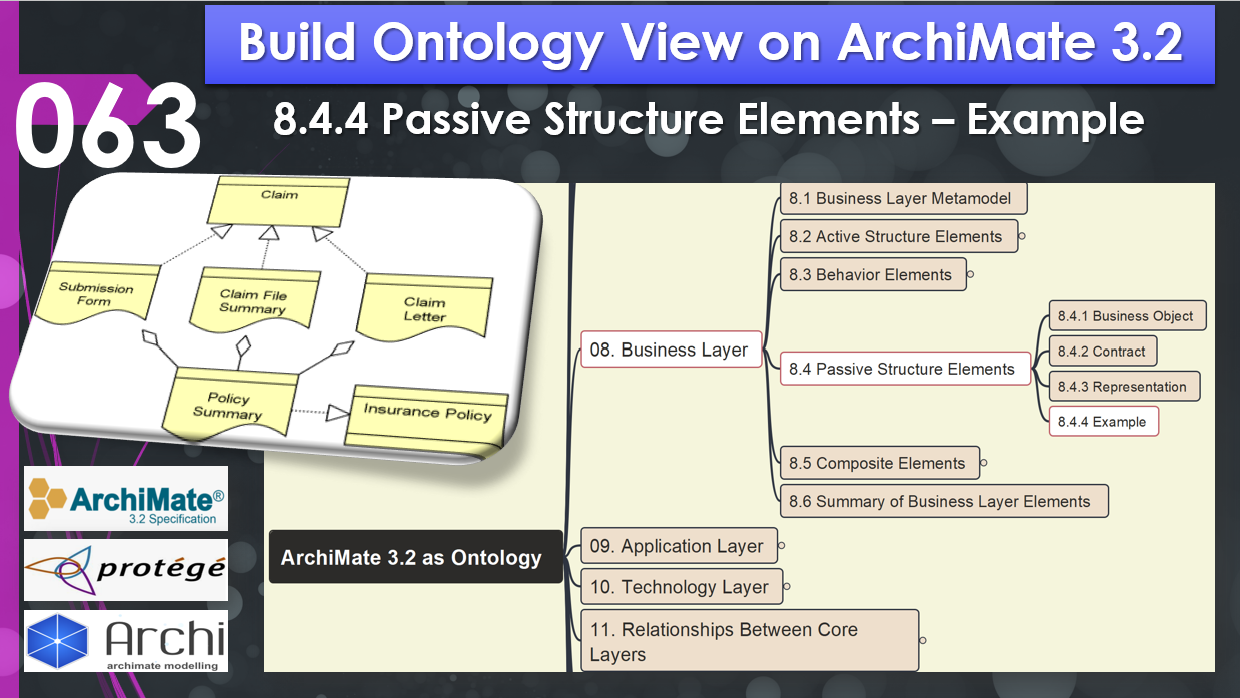 Build Ontology View on ArchiMate 3.2
063
8.4.4 Passive Structure Elements – Example
Claim
Submission
Form
Claim File
Summary
Claim
Letter
Policy
Summary
Insurance Policy
8.1 Business Layer Metamodel
8.2 Active Structure Elements
8.3 Behavior Elements
08. Business Layer
8.4 Passive Structure Elements
8.4.1 Business Object
8.4.2 Contract
8.4.3 Representation
8.4.4 Example
8.5 Composite Elements
8.6 Summary of Business Layer Elements
ArchiMate 3.2 as Ontology
09. Application Layer
10. Technology Layer
11. Relationships Between Core
Layers
ArchiMate®
3.2 Specification
protégé
Archi
archimate modelling